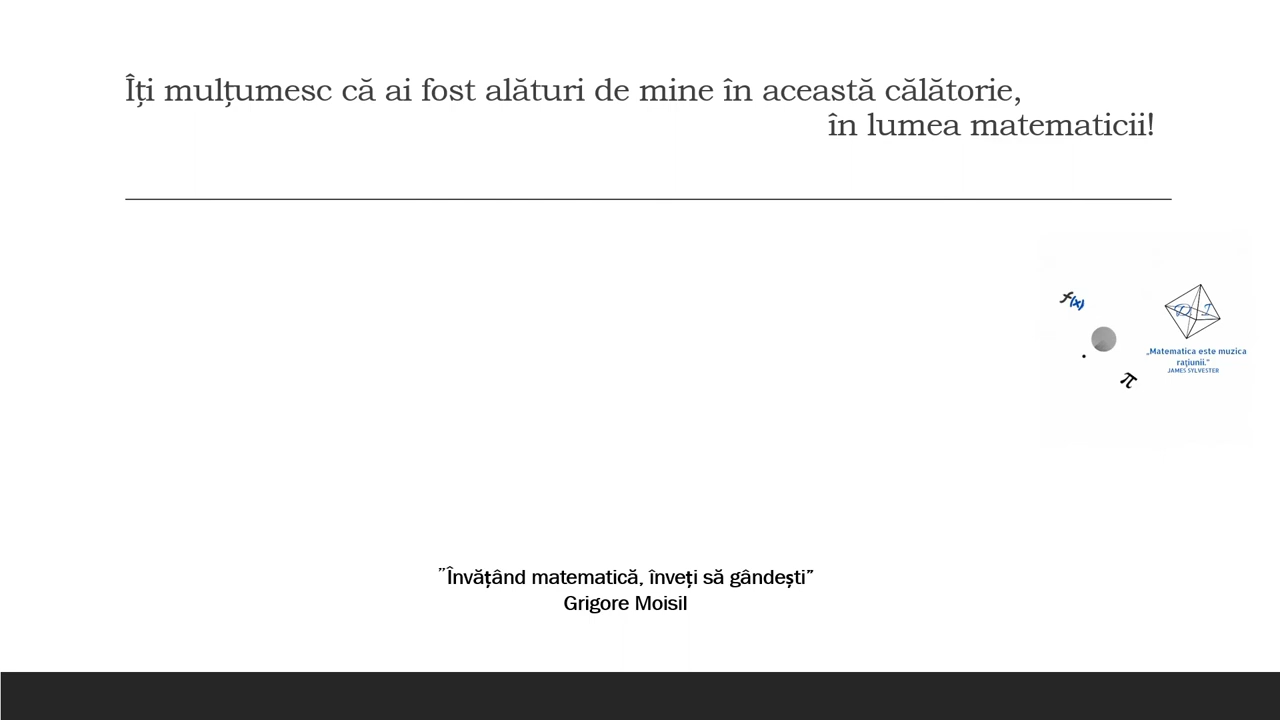 Îți mulțumesc că ai fost alături de mine în această călătorie,
în lumea matematicii!
f(x)
π
„Matematica este muzica
rațiunii.”
JAMES SYLVESTER
”Învățând matematică, înveți să gândești”
Grigore Moisil